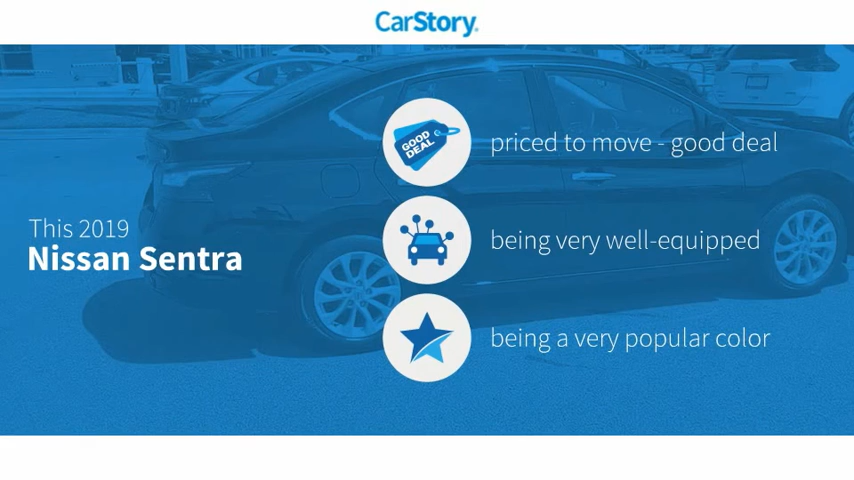 CarStory.
GOOD
DEAL
priced to move - good deal
This 2019
Nissan Sentra
being very well-equipped
being a very popular color